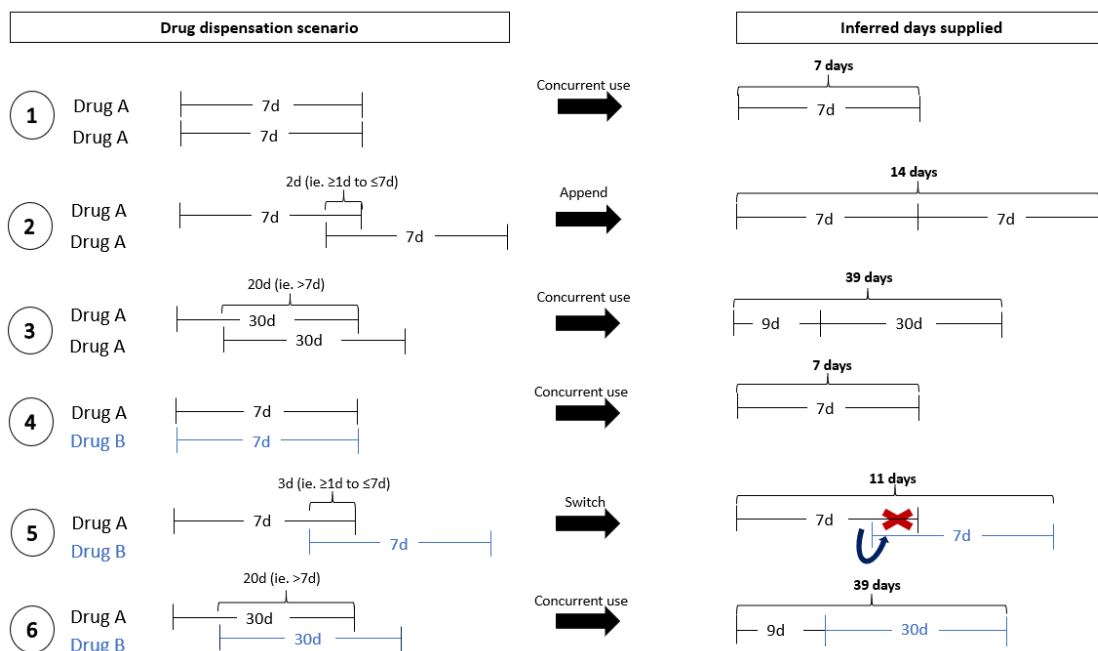 Drug dispensation scenario
Inferred days supplied
1
Drug A
Drug A
7d
7d
Concurrent use
7 days
7d
2
Drug A
Drug A
2d (ie. ≥1d to ≤7d)
7d
7d
Append
14 days
7d
7d
3
Drug A
Drug A
20d (ie. >7d)
30d
30d
Concurrent use
39 days
9d
30d
4
Drug A
Drug B
7d
7d
Concurrent use
7 days
7d
5
Drug A
Drug B
3d (ie. ≥1d to ≤7d)
7d
7d
Switch
11 days
7d
7d
6
Drug A
Drug B
20d (ie. >7d)
30d
30d
Concurrent use
39 days
9d
30d